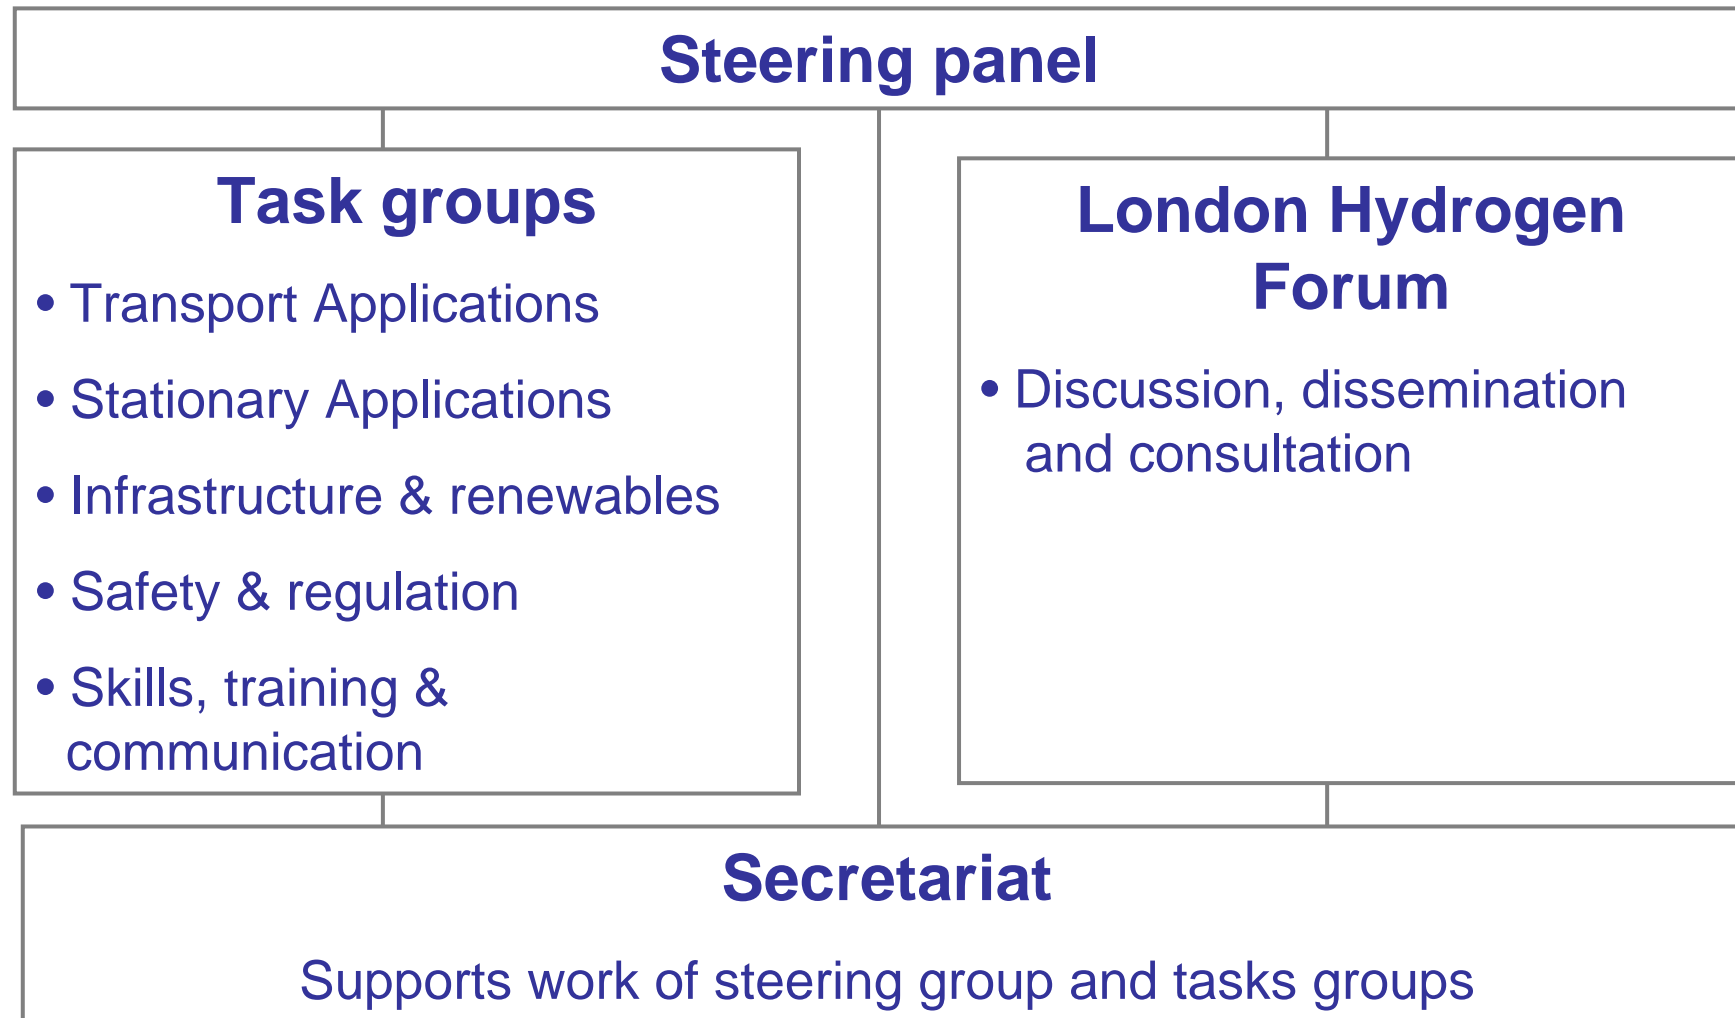 Steering panel
Task groups
• Transport Applications
• Stationary Applications
• Infrastructure & renewables
• Safety & regulation
• Skills, training &
communication
London Hydrogen
Forum
• Discussion, dissemination
and consultation
Secretariat
Supports work of steering group and tasks groups